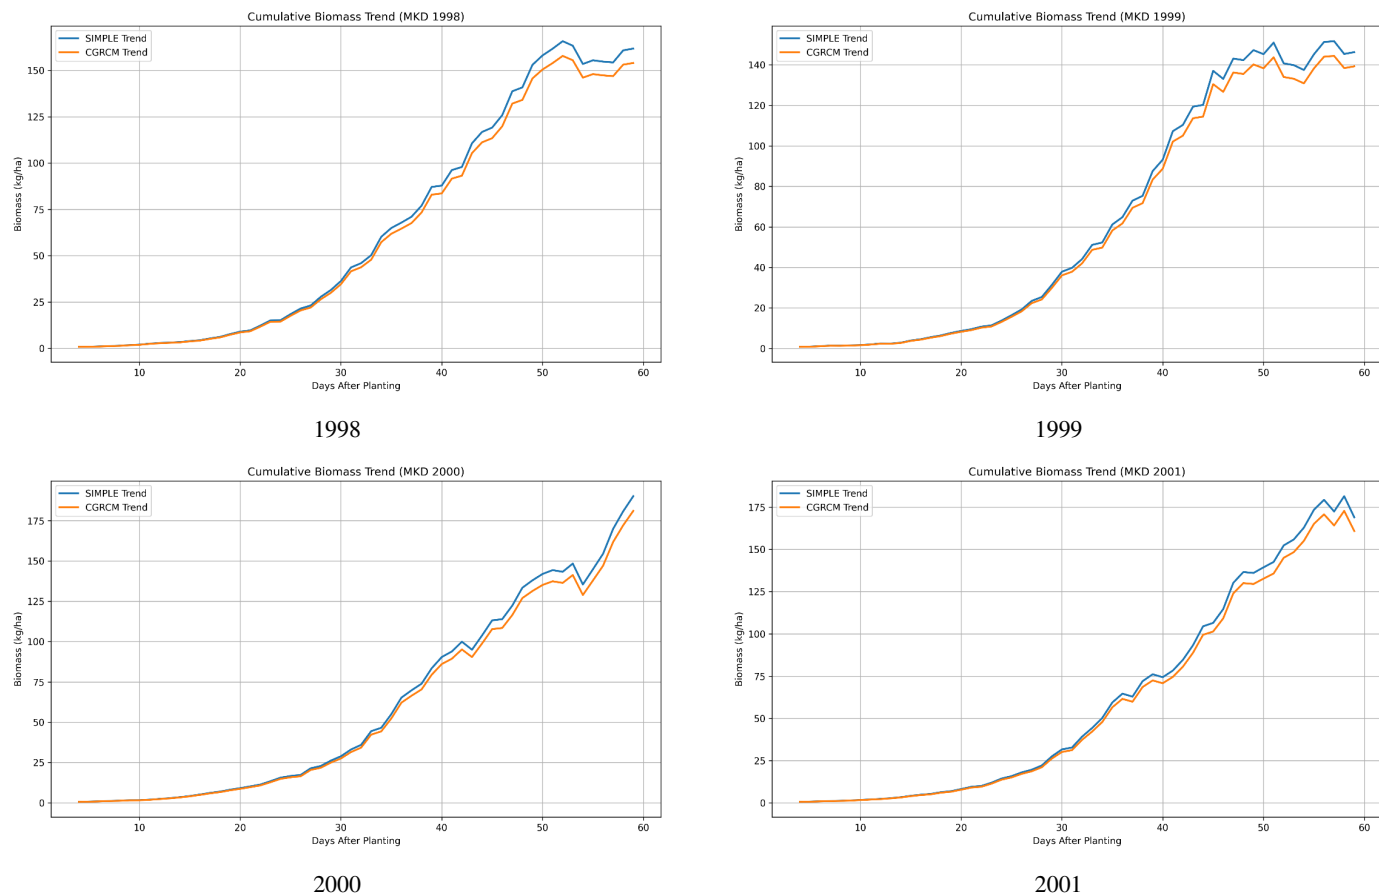 Cumulative Biomass Trend (MKD 1998)
SIMPLE Trend
CGRCM Trend
Biomass (kg/ha)
150
125
100
75
50
25
0
10 20 30 40 50 60
Days After Planting
1998
Cumulative Biomass Trend (MKD 1999)
SIMPLE Trend
CGRCM Trend
Biomass (kg/ha)
140
120
100
80
60
40
20
0
10 20 30 40 50 60
Days After Planting
1999
Cumulative Biomass Trend (MKD 2000)
SIMPLE Trend
CGRCM Trend
Biomass (kg/ha)
175
150
125
100
75
50
25
0
10 20 30 40 50 60
Days After Planting
2000
Cumulative Biomass Trend (MKD 2001)
SIMPLE Trend
CGRCM Trend
Biomass (kg/ha)
175
150
125
100
75
50
25
0
10 20 30 40 50 60
Days After Planting
2001